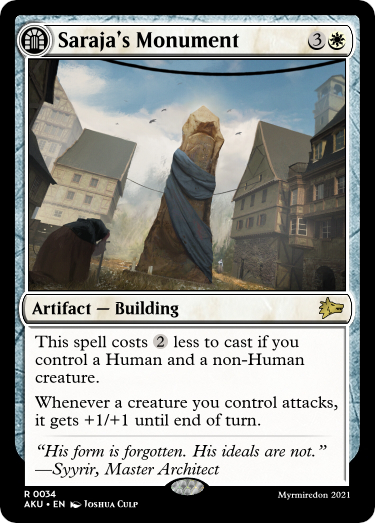 Saraja's Monument 3
Artifact — Building
This spell costs 2 less to cast if you
control a Human and a non-Human
creature.
Whenever a creature you control attacks,
it gets +1/+1 until end of turn.
“His form is forgotten. His ideals are not.”
—Syyrir, Master Architect
R 0034
AKU • EN Joshua Culp
Myrmiredon 2021